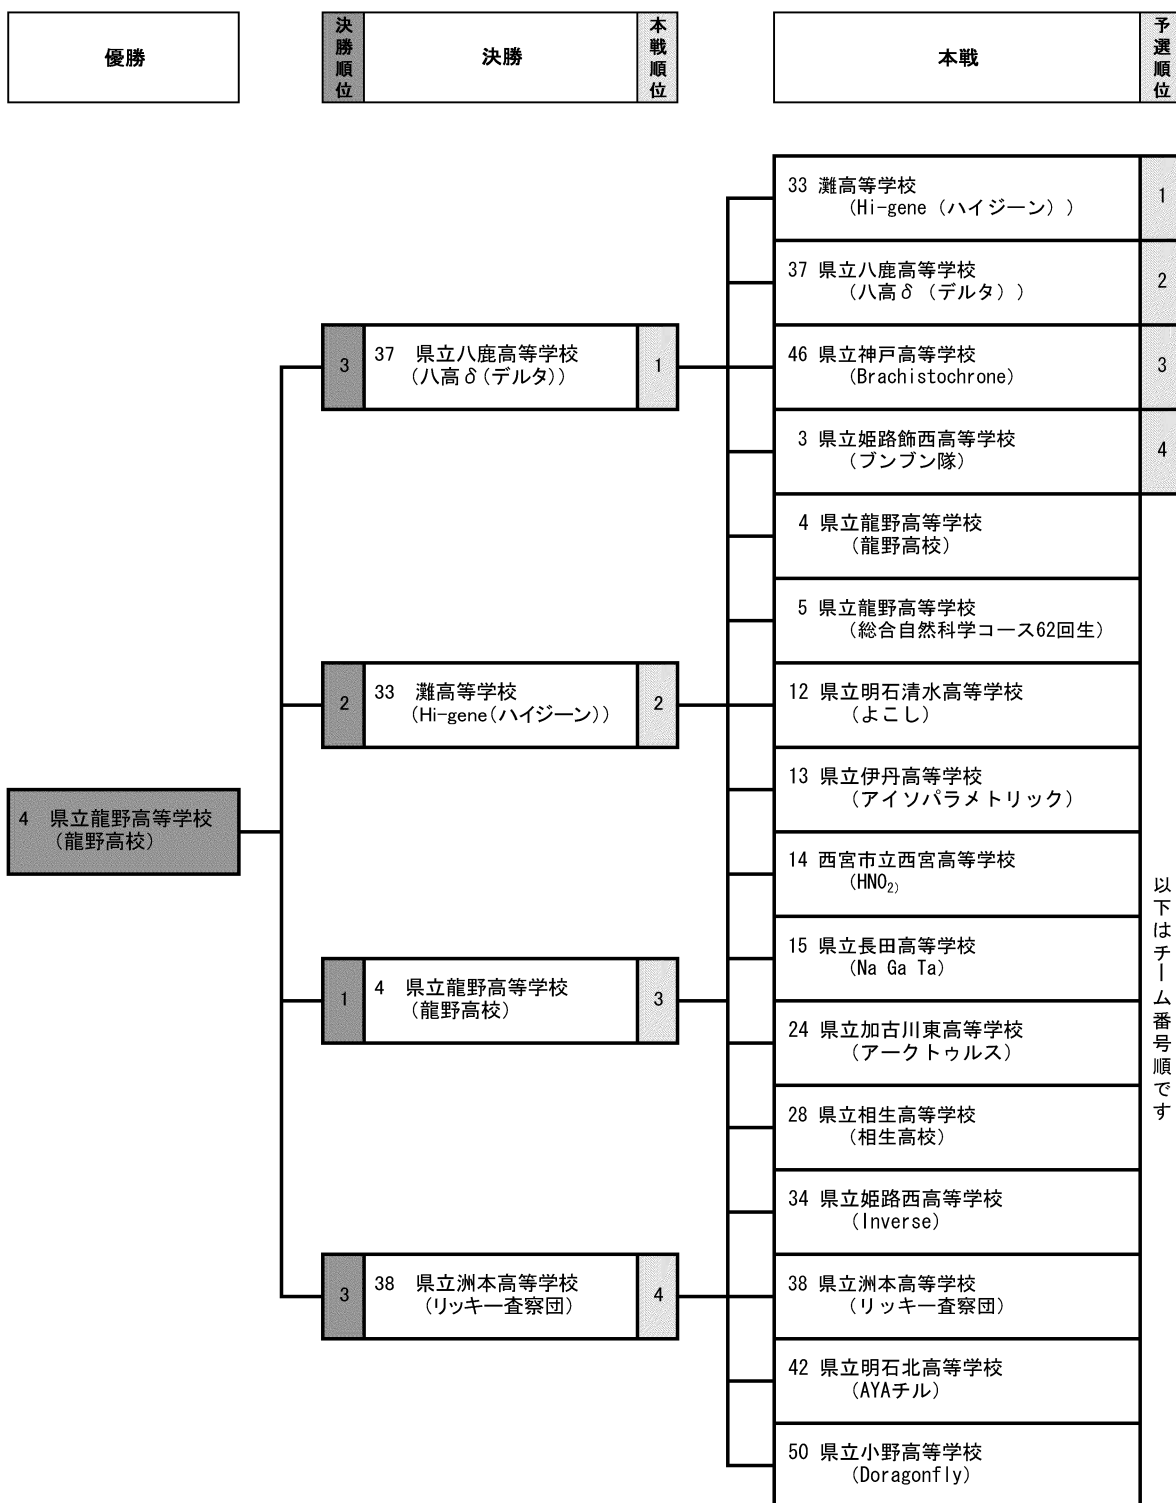 優勝
決勝順位
決勝
本戦順位
本戦
予選順位
33 灘高等学校
(Hi-gene (ハイジーン) )
1
37 県立八鹿高等学校
(八高δ (デルタ) )
2
46 県立神戸高等学校
(Brachistochrone)
3
3 県立姫路飾西高等学校
(ブンブン隊)
4
4 県立龍野高等学校
(龍野高校)
5 県立龍野高等学校
(総合自然科学コース62回生)
12 県立明石清水高等学校
(よこし)
13 県立伊丹高等学校
(アイソパラメトリック)
14 西宮市立西宮高等学校
(HNO₂)
15 県立長田高等学校
(Na Ga Ta)
24 県立加古川東高等学校
(アークトゥルス)
28 県立相生高等学校
(相生高校)
34 県立姫路西高等学校
(Inverse)
38 県立洲本高等学校
(リッキー査察団)
42 県立明石北高等学校
(AYAチル)
50 県立小野高等学校
(Doragonfly)
以下はチーム番号順です
3
37 県立八鹿高等学校
(八高δ(デルタ))
1
2
33 灘高等学校
(Hi-gene(ハイジーン))
2
1
4 県立龍野高等学校
(龍野高校)
3
3
38 県立洲本高等学校
(リッキー査察団)
4
4 県立龍野高等学校
(龍野高校)